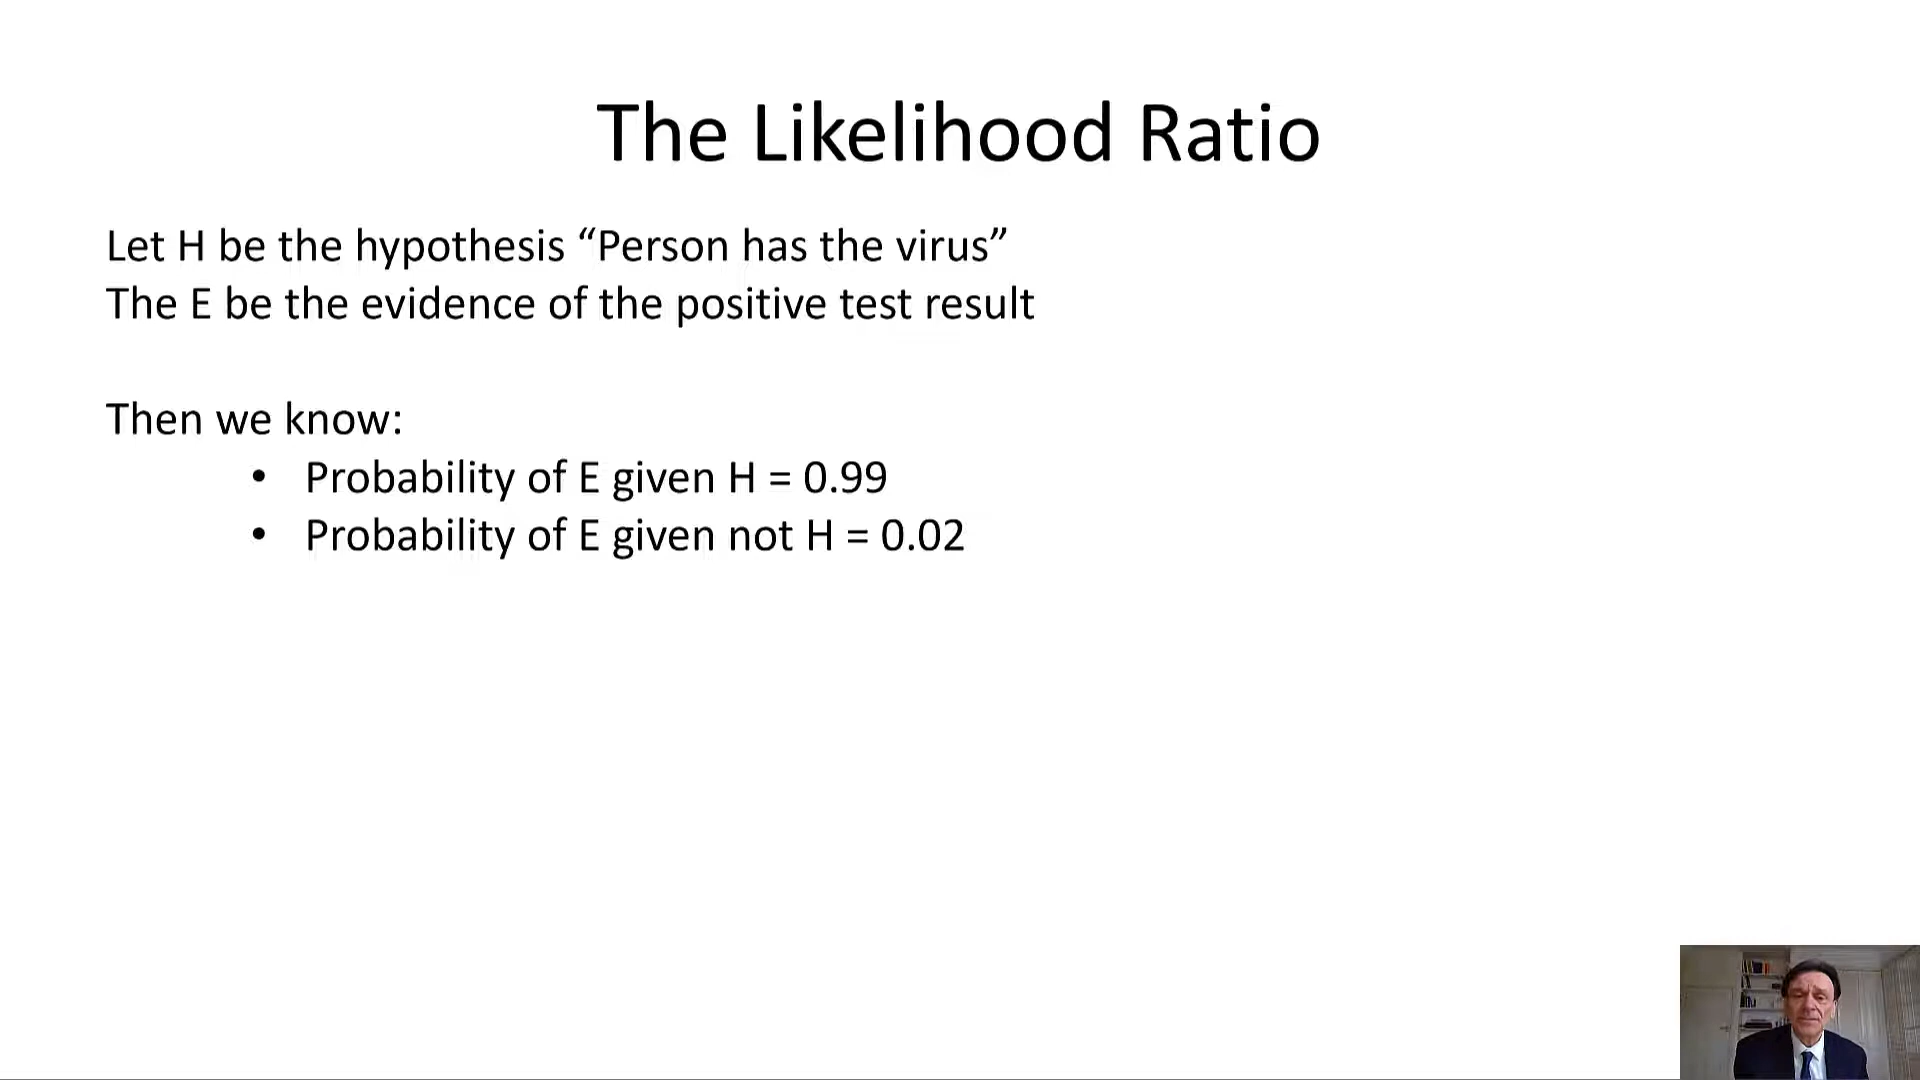 The Likelihood Ratio
Let H be the hypothesis “Person has the virus”
The E be the evidence of the positive test result
Then we know:
• Probability of E given H = 0.99
• Probability of E given not H = 0.02